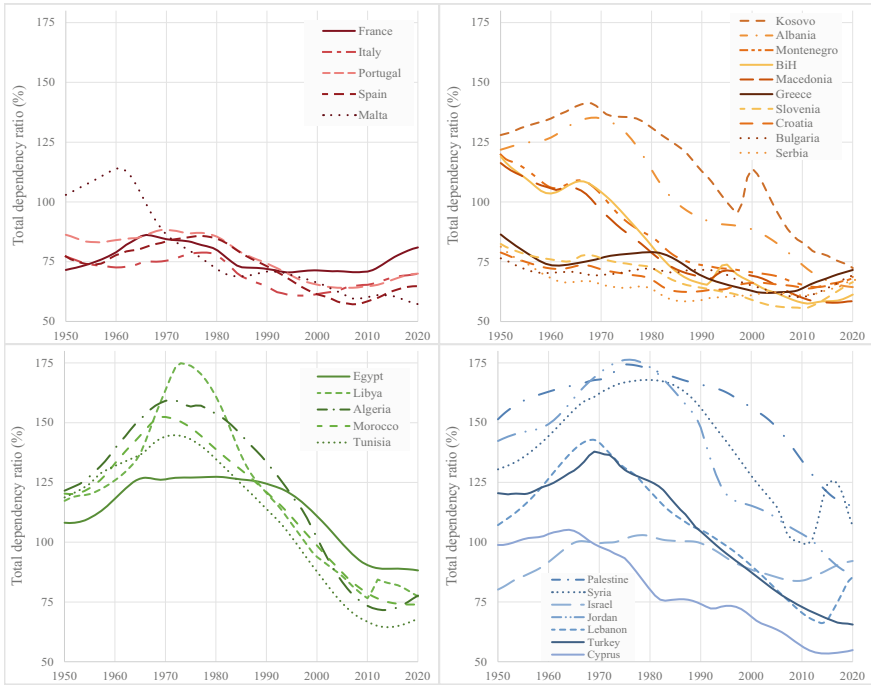 175
150
125
100
75
50
Total dependency ratio (%)
1950 1960 1970 1980 1990 2000 2010 2020
France
Italy
Portugal
Spain
Malta
175
150
125
100
75
50
Total dependency ratio (%)
1950 1960 1970 1980 1990 2000 2010 2020
Kosovo
Albania
Montenegro
BiH
Macedonia
Greece
Slovenia
Croatia
Bulgaria
Serbia
175
150
125
100
75
50
Total dependency ratio (%)
1950 1960 1970 1980 1990 2000 2010 2020
Egypt
Libya
Algeria
Morocco
Tunisia
175
150
125
100
75
50
Total dependency ratio (%)
1950 1960 1970 1980 1990 2000 2010 2020
Palestine
Syria
Israel
Jordan
Lebanon
Turkey
Cyprus